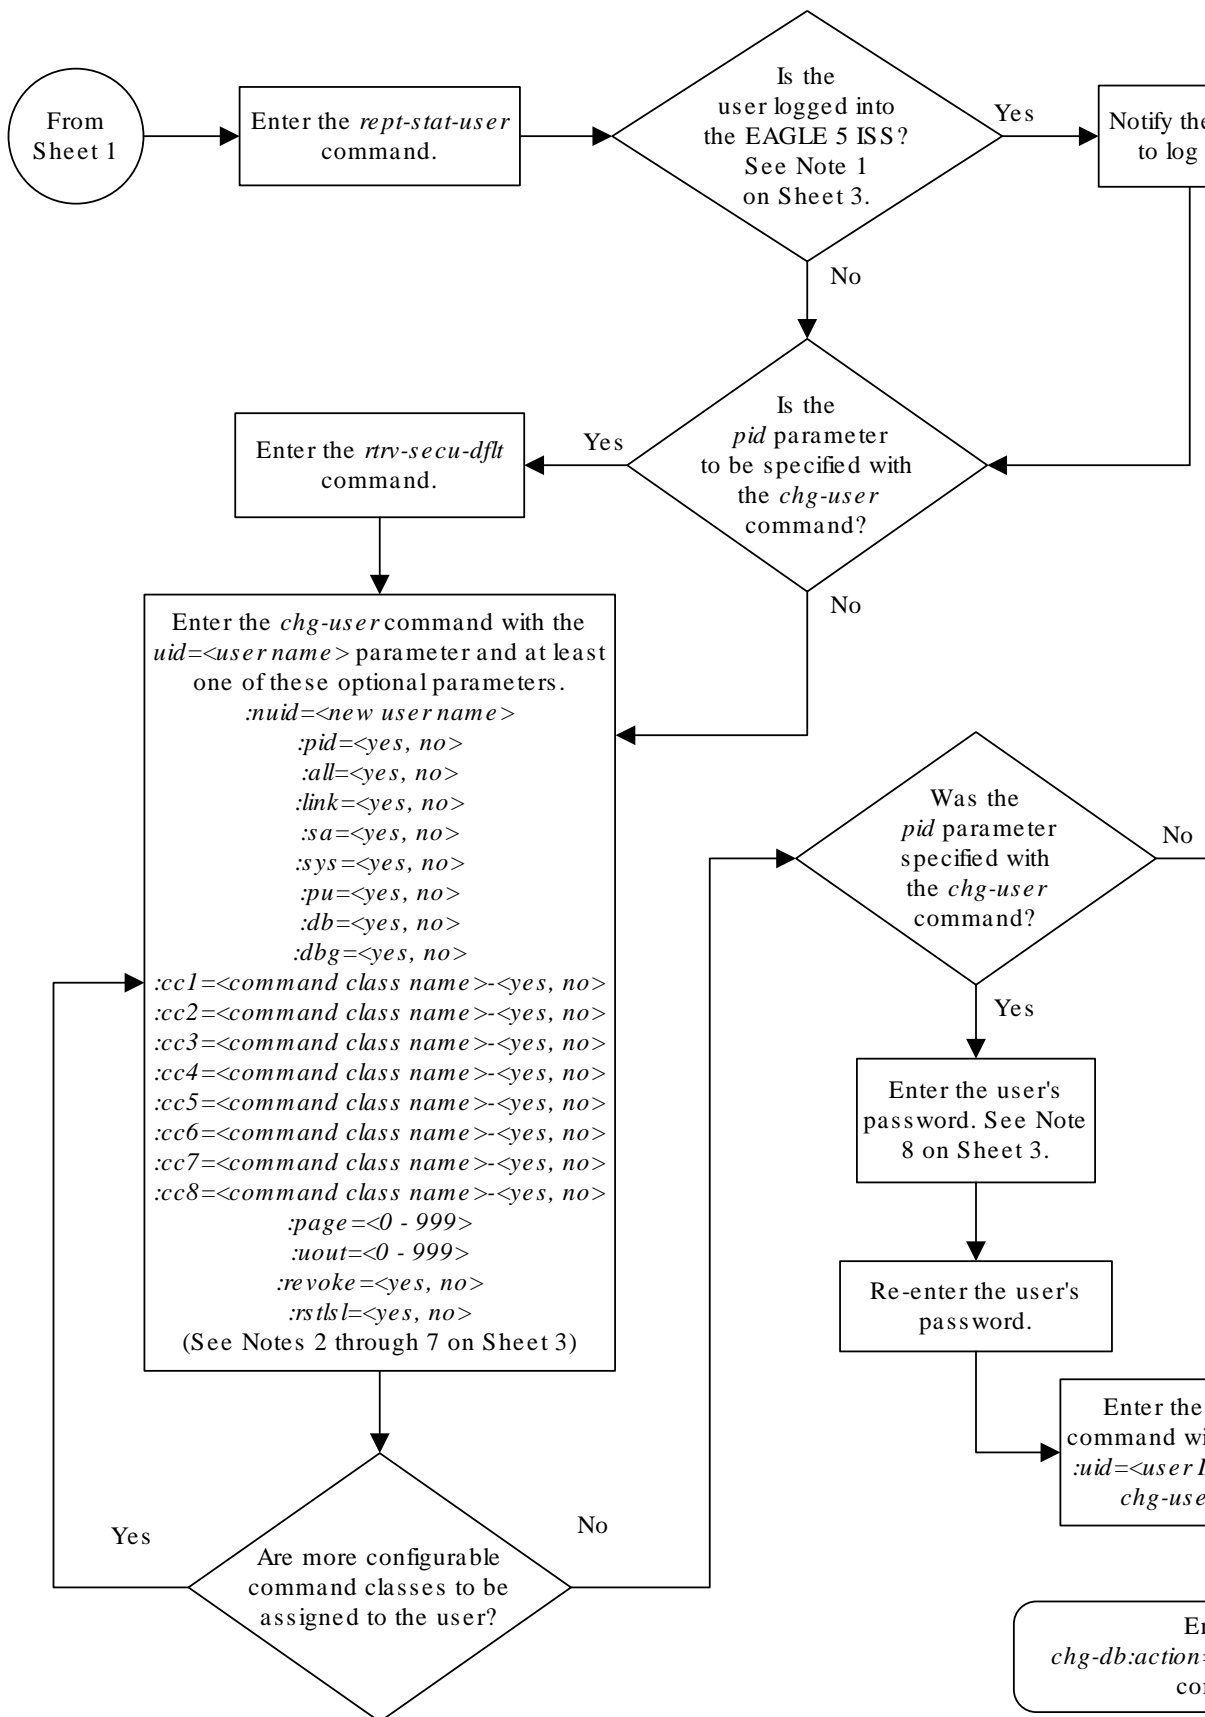 From
Sheet 1
Enter the rept-stat-user
command.
Is the
user logged into
the EAGLE 5 ISS?
See Note 1
on Sheet 3.
Yes
Notify the
to log
No
Is the
pid parameter
to be specified with
the chg-user
command?
Yes
Enter the rtrv-secu-dflt
command.
No
Enter the chg-user command with the
uid=<user name> parameter and at least
one of these optional parameters.
:nuid=<new user name>
:pid=<yes, no>
:all=<yes, no>
:link=<yes, no>
:sa=<yes, no>
:sys=<yes, no>
:pu=<yes, no>
:db=<yes, no>
:dbg=<yes, no>
:cc1=<command class name>-<yes, no>
:cc2=<command class name>-<yes, no>
:cc3=<command class name>-<yes, no>
:cc4=<command class name>-<yes, no>
:cc5=<command class name>-<yes, no>
:cc6=<command class name>-<yes, no>
:cc7=<command class name>-<yes, no>
:cc8=<command class name>-<yes, no>
:page=<0 - 999>
:uout=<0 - 999>
:revoke=<yes, no>
:rstlsl=<yes, no>
(See Notes 2 through 7 on Sheet 3)
Was the
pid parameter
specified with
the chg-user
command?
No
Yes
Enter the user's
password. See Note
8 on Sheet 3.
Re-enter the user's
password.
Enter the
command wi
:uid=<user I
chg-use
Yes
No
Are more configurable
command classes to be
assigned to the user?
En
chg-db:action=
con